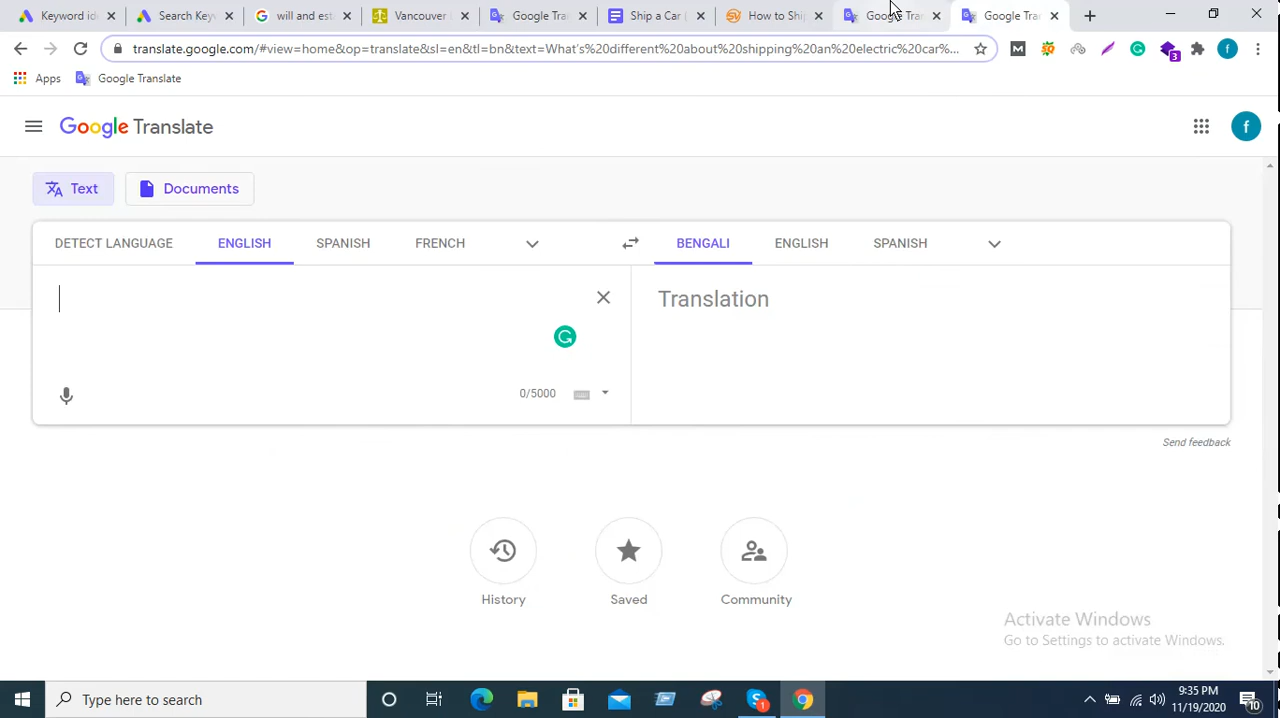 Keyword id
Search Key
will and est
Vancouver
Google Tra
Ship a Car
How to Sh
Google Tra
Google Tra
translate.google.com/#view=home&op=translate&sl=en&tl=bn&text=What's%20different%20about%20shipping%20an%20electric%20car%...
M
3
f
Apps
Google Translate
Google Translate
f
Text
Documents
DETECT LANGUAGE
ENGLISH
SPANISH
FRENCH
BENGALI
ENGLISH
SPANISH
Translation
0/5000
Send feedback
History
Saved
Community
Activate Windows
Go to Settings to activate Windows.
Type here to search
1
9:35 PM
11/19/2020
10